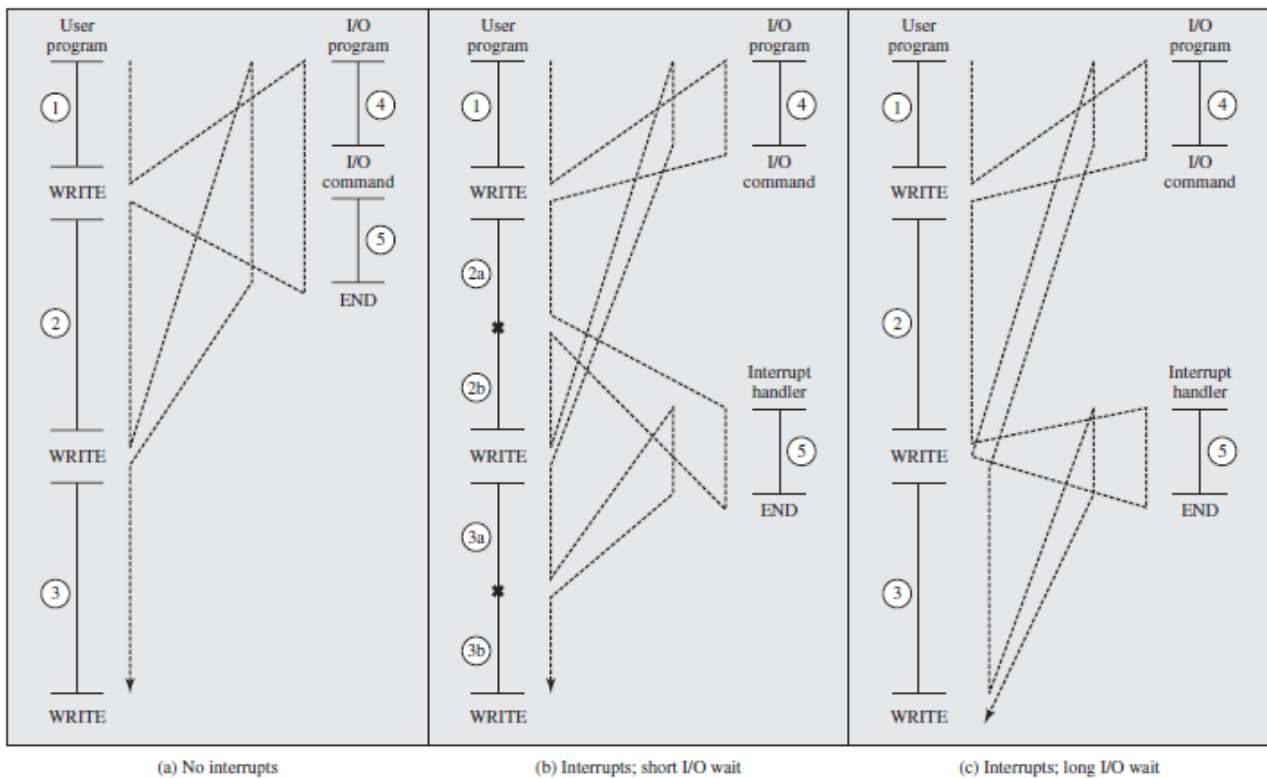 User
program
I/O
program
1
4
WRITE
I/O
command
5
END
2
WRITE
3
WRITE
(a) No interrupts
User
program
I/O
program
1
4
WRITE
I/O
command
2a
2b
Interrupt
handler
WRITE
5
END
3a
3b
WRITE
(b) Interrupts; short I/O wait
User
program
I/O
program
1
4
WRITE
I/O
command
2
Interrupt
handler
WRITE
5
END
3
WRITE
(c) Interrupts; long I/O wait